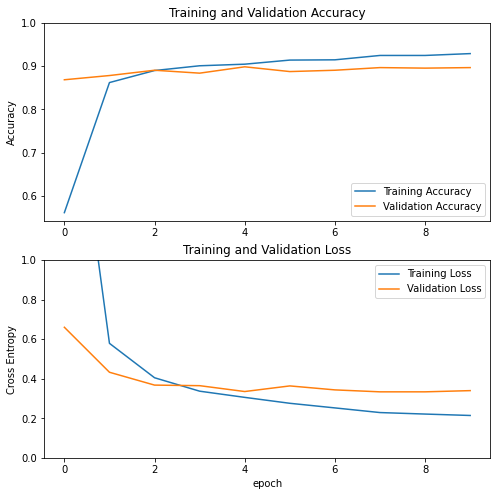 Training and Validation Accuracy
1.0
0.9
0.8
0.7
0.6
Accuracy
Training Accuracy
Validation Accuracy
0 2 4 6 8
Training and Validation Loss
1.0
0.8
0.6
0.4
0.2
0.0
Cross Entropy
Training Loss
Validation Loss
0 2 4 6 8
epoch